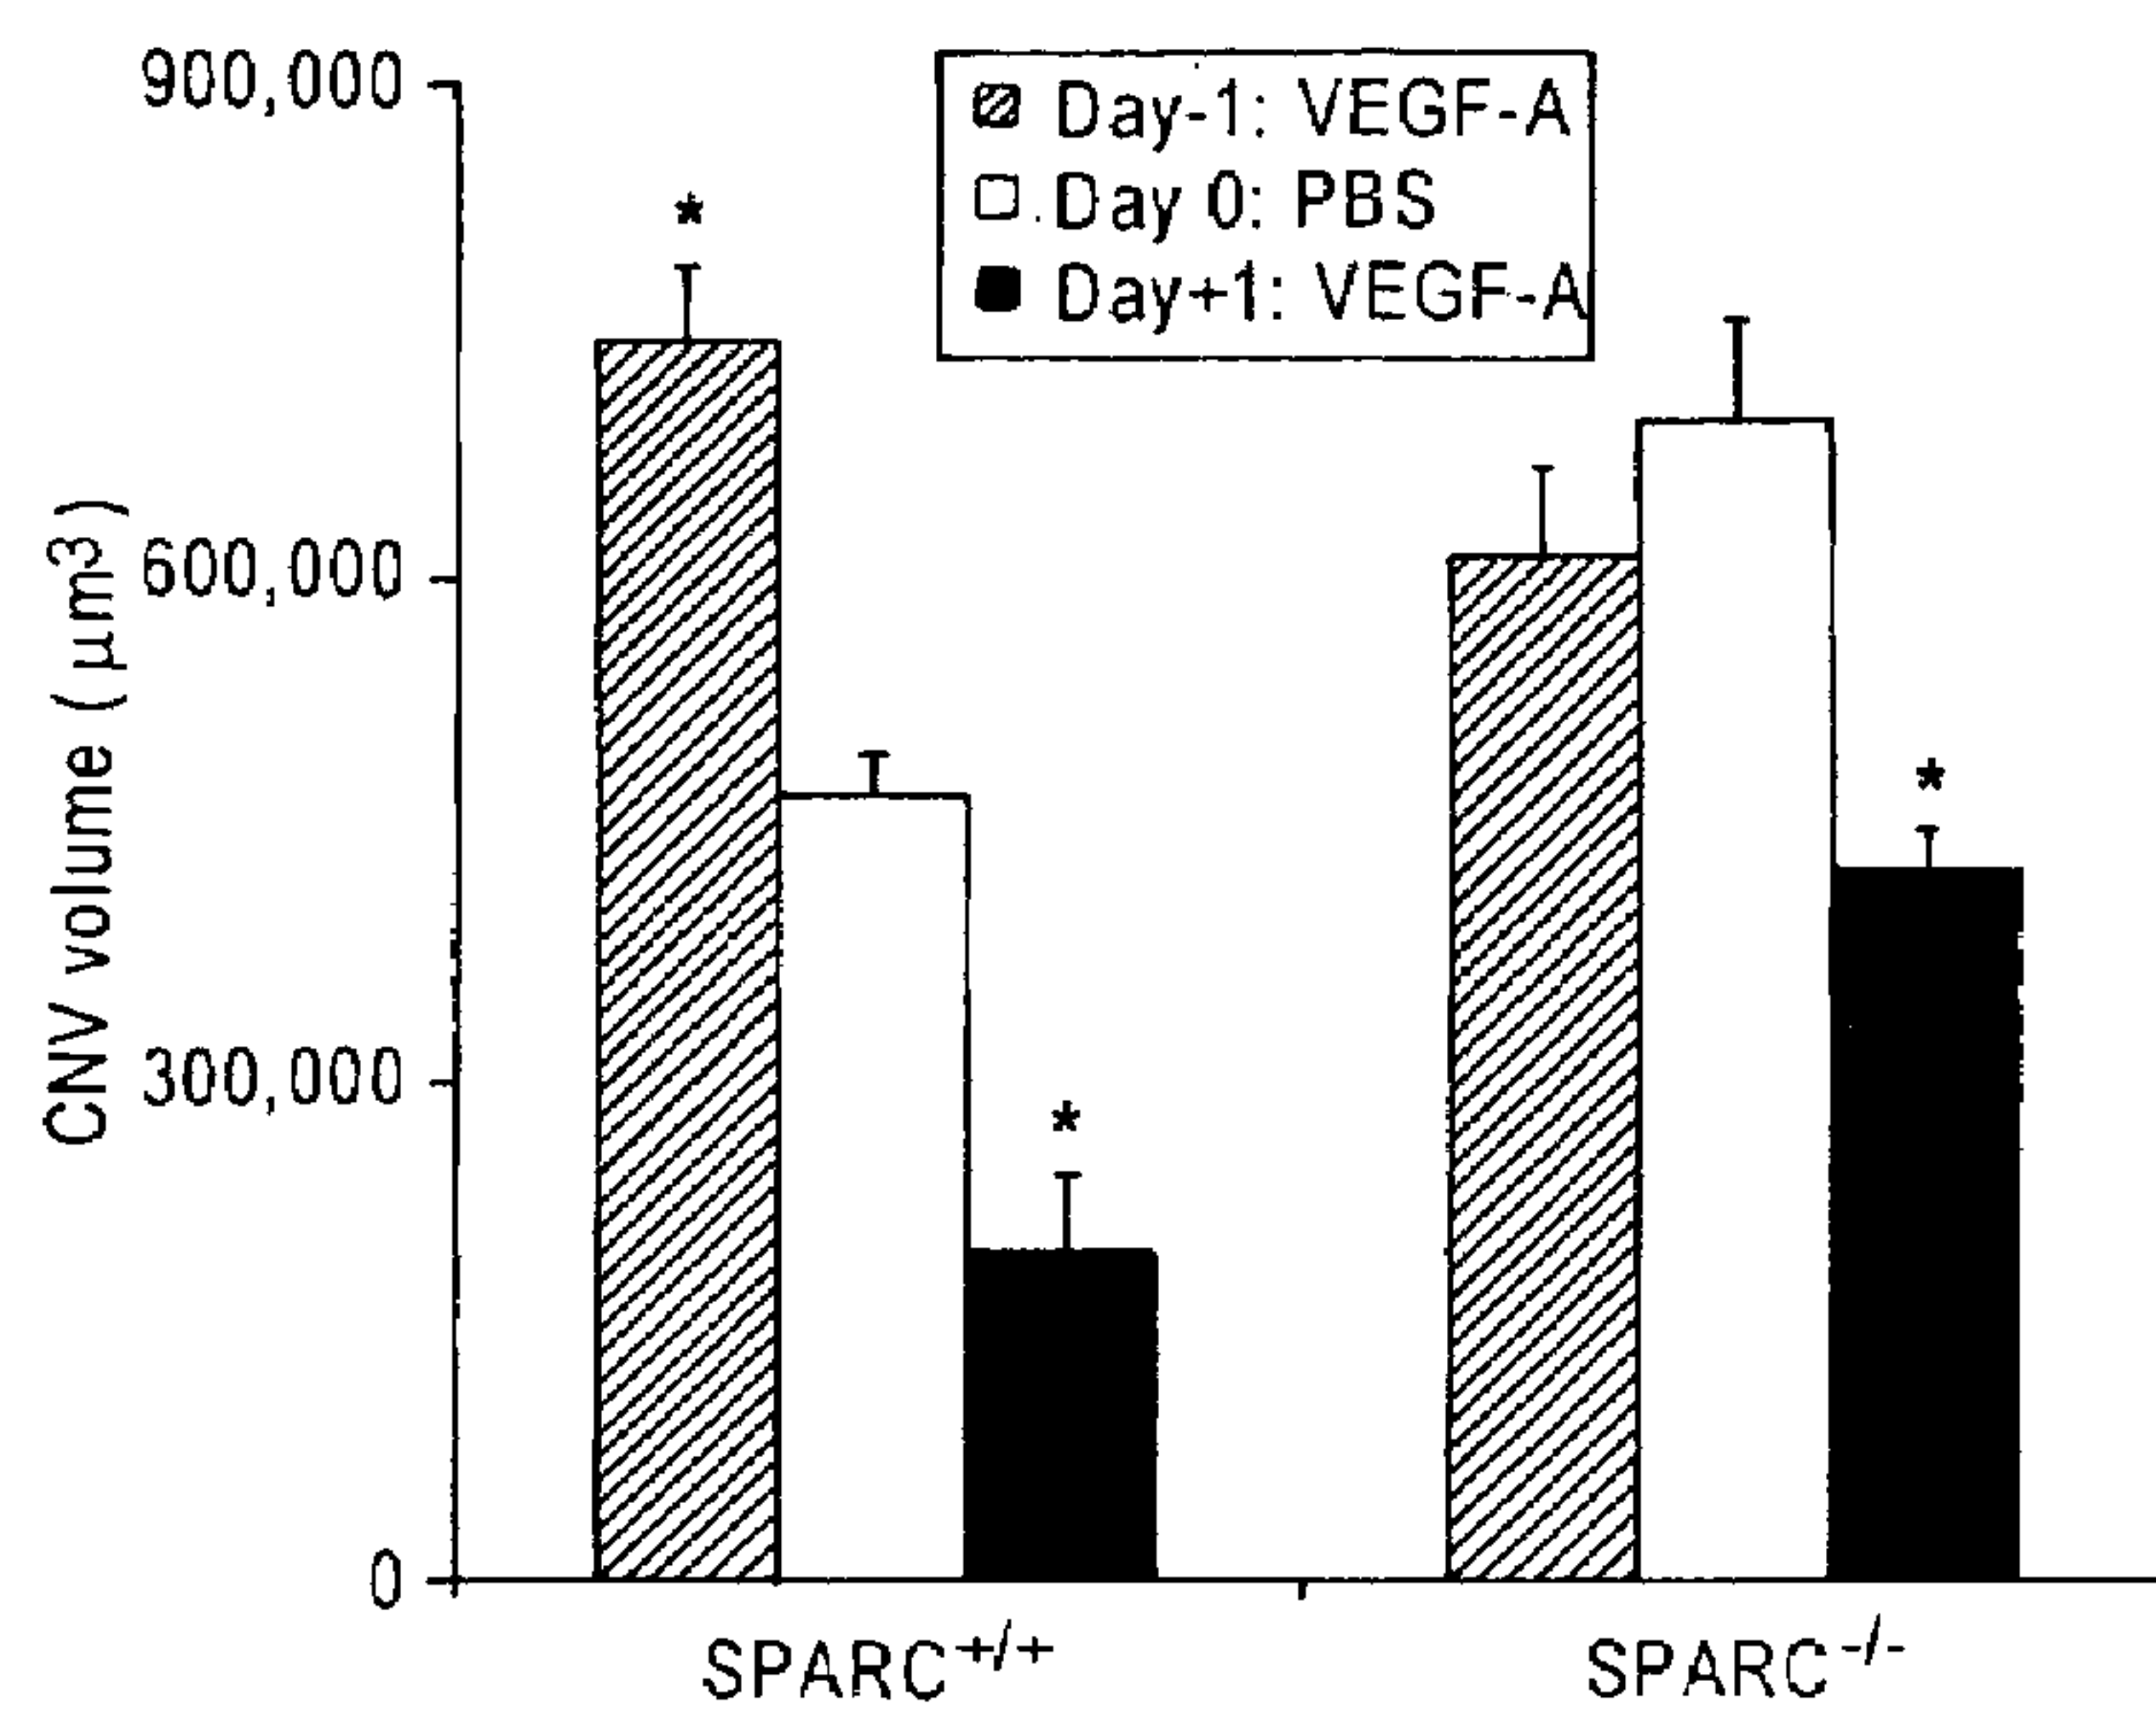 900,000
600,000
300,000
0
CNV volume ( μm3)
Day-1: VEGF-A
Day 0: PBS
Day+1: VEGF-A
*
*
*
SPARC+/+
SPARC-/-